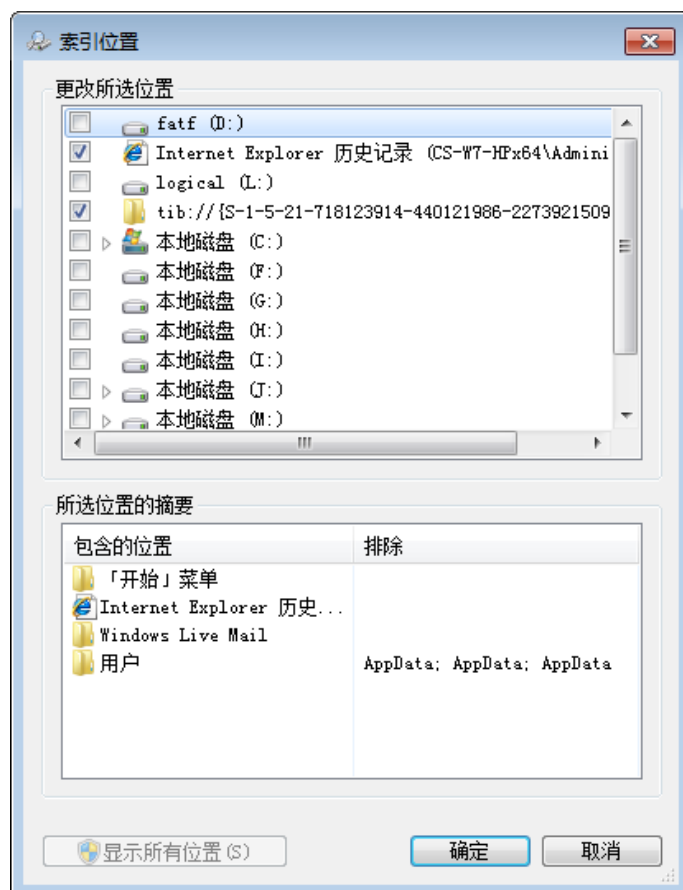 索引位置
更改所选位置
fatf (D:)
Internet Explorer 历史记录 (CS-W7-HPx64\Admini
logical (L:)
tib://{S-1-5-21-718123914-440121986-2273921509
本地磁盘 (C:)
本地磁盘 (F:)
本地磁盘 (G:)
本地磁盘 (H:)
本地磁盘 (I:)
本地磁盘 (J:)
本地磁盘 (M:)
所选位置的摘要
包含的位置 排除
「开始」菜单
Internet Explorer 历史...
Windows Live Mail
用户 AppData; AppData; AppData
显示所有位置(S) 确定 取消